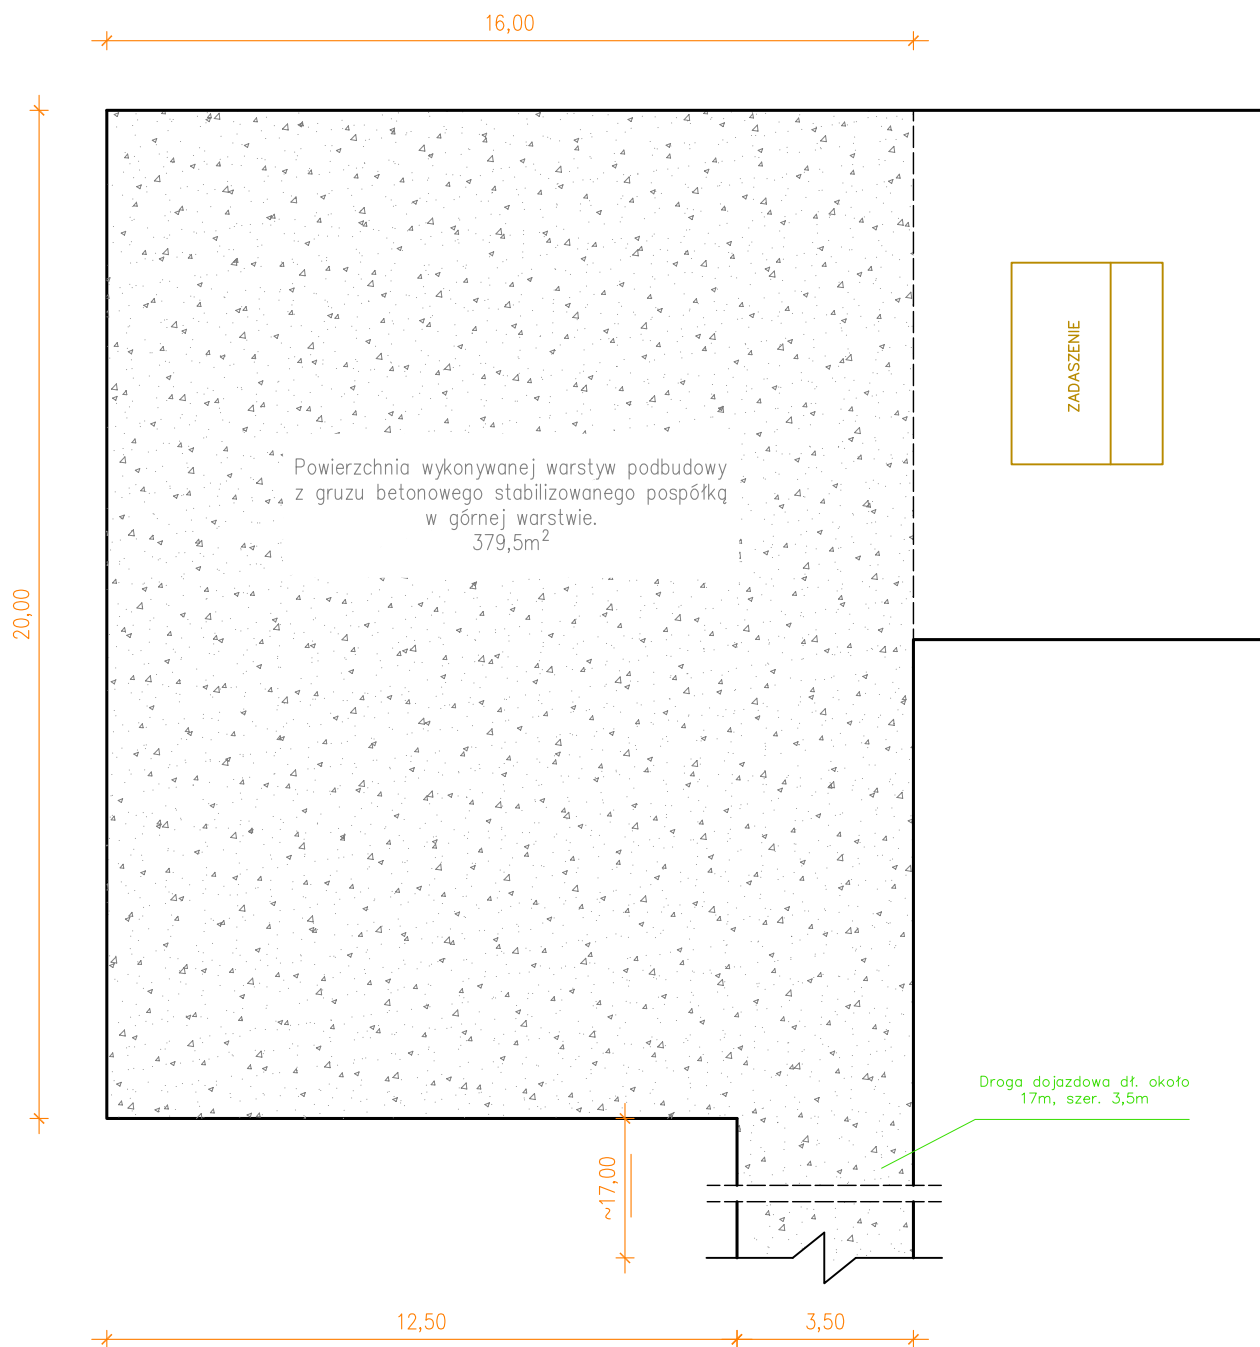 16,00
ZADASZENIE
Powierzchnia wykonywanej warstyw podbudowy
z gruzu betonowego stabilizowanego pospółką
w górnej warstwie.
379,5m²
20,00
Droga dojazdowa dł. około
17m, szer. 3,5m
~17,00
12,50
3,50